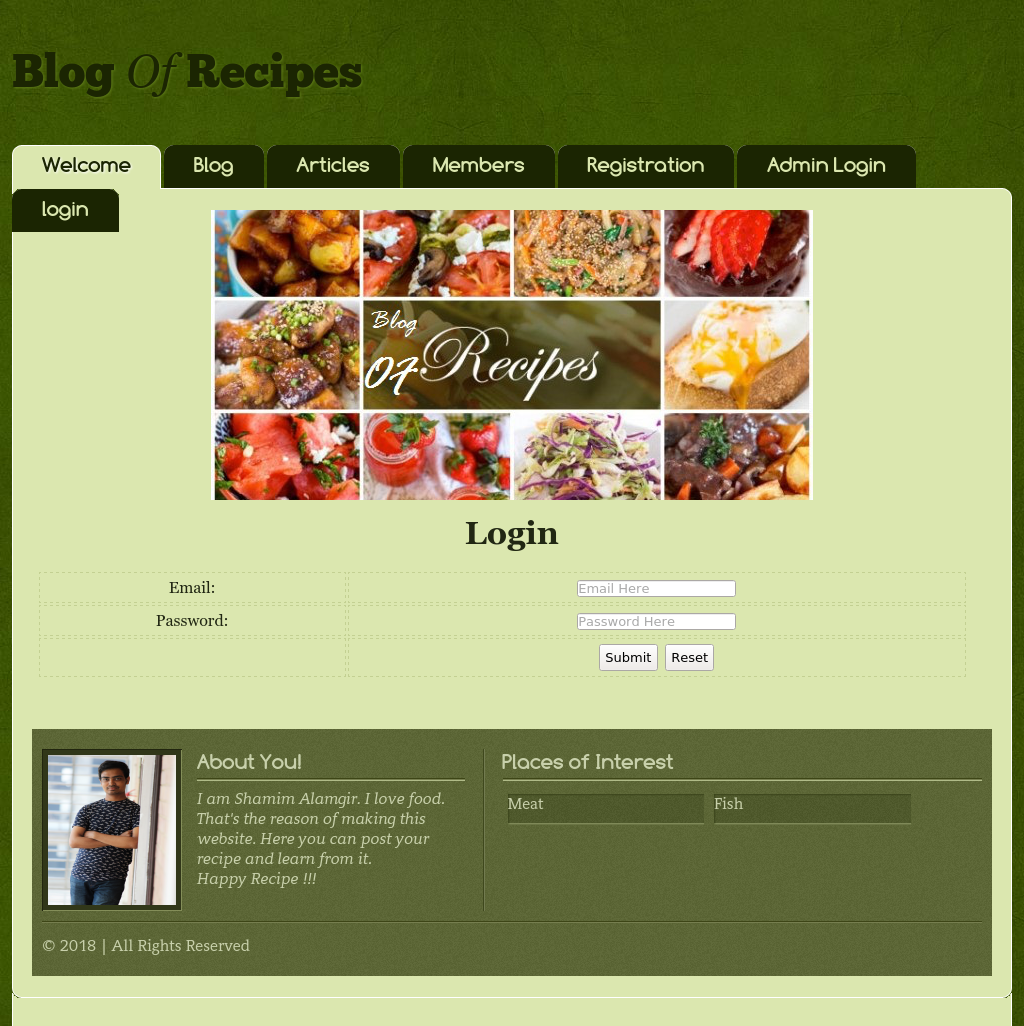 Blog Of Recipes
Welcome
Blog
Articles
Members
Registration
Admin Login
login
Blog
OF Recipes
Login
Email:
Email Here
Password:
Password Here
Submit
Reset
About You!
I am Shamim Alamgir. I love food.
That's the reason of making this
website. Here you can post your
recipe and learn from it.
Happy Recipe !!!
Places of Interest
Meat
Fish
© 2018 | All Rights Reserved